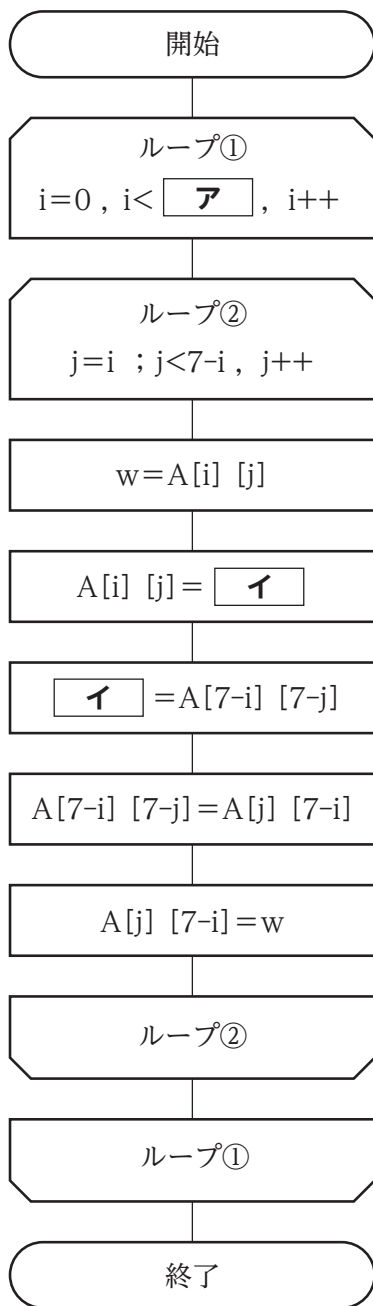 開始
ループ①
i=0 , i< ア , i++
ループ②
j=i ；j<7-i , j++
w=A[i] [j]
A[i] [j]= イ
イ =A[7-i] [7-j]
A[7-i] [7-j]=A[j] [7-i]
A[j] [7-i]=w
ループ②
ループ①
終了